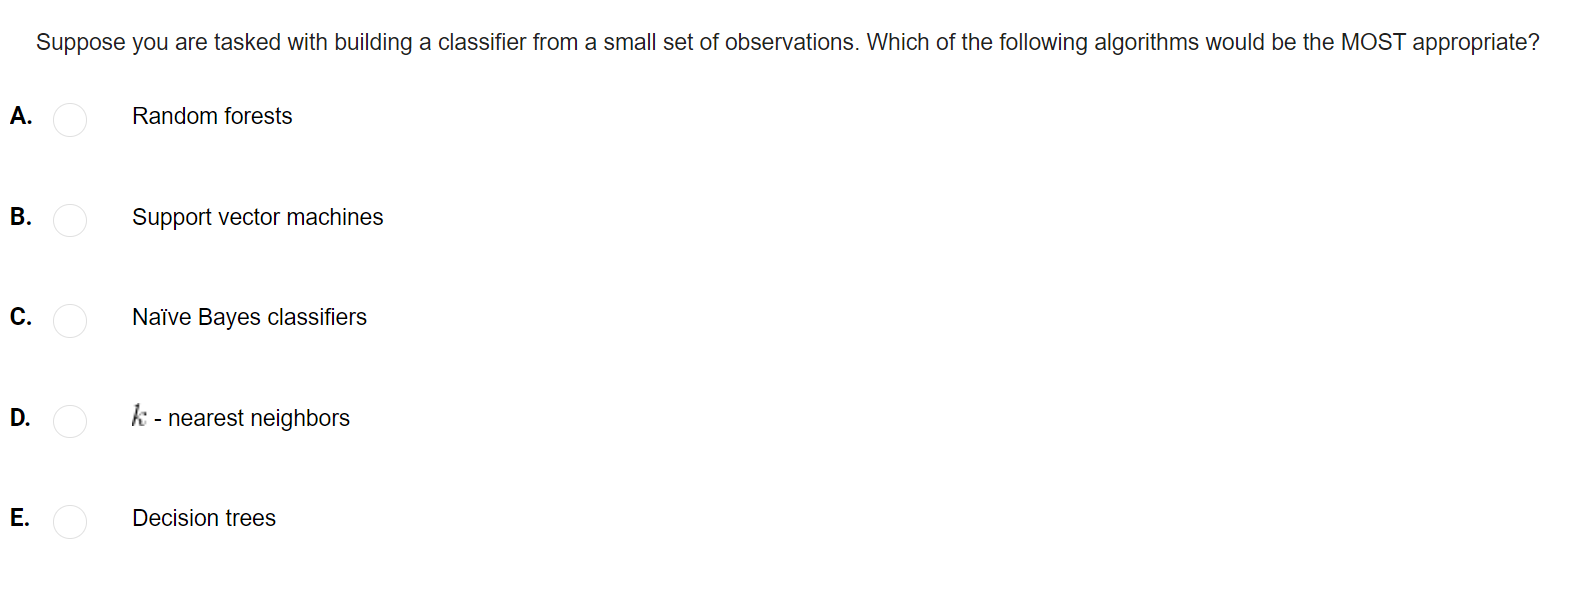 Suppose you are tasked with building a classifier from a small set of observations. Which of the following algorithms would be the MOST appropriate?
A. Random forests
B. Support vector machines
C. Naïve Bayes classifiers
D. k - nearest neighbors
E. Decision trees